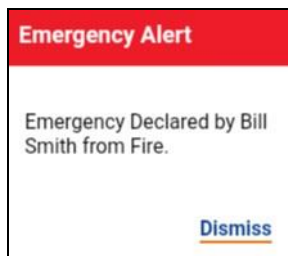 Emergency Alert
Emergency Declared by Bill
Smith from Fire.
Dismiss